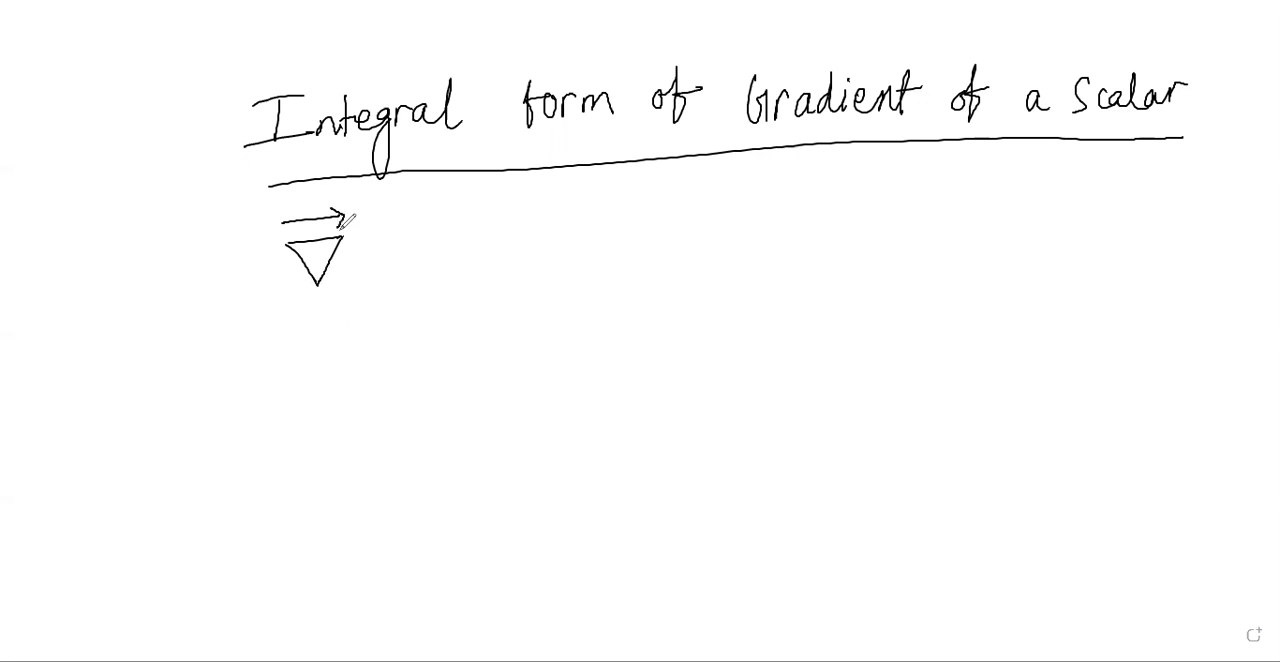 Integral form of Gradient of a Scalar
∇⃗